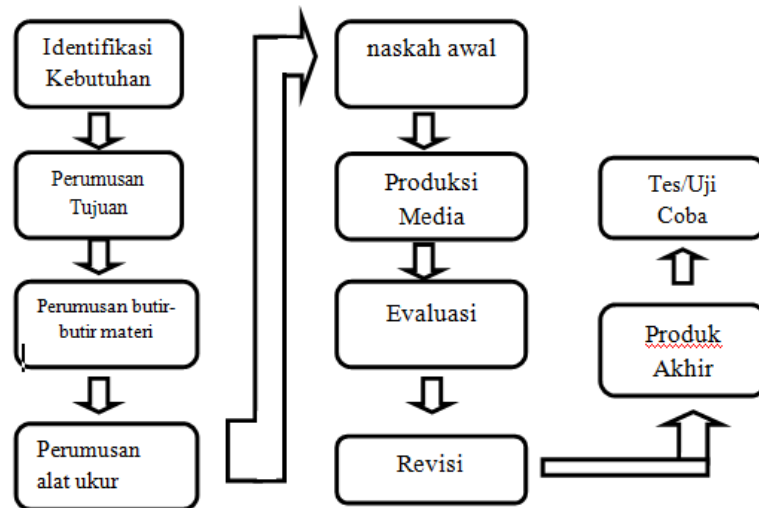 Identifikasi
Kebutuhan
Perumusan
Tujuan
Perumusan butir-
butir materi
Perumusan
alat ukur
naskah awal
Produksi
Media
Evaluasi
Revisi
Produk
Akhir
Tes/Uji
Coba